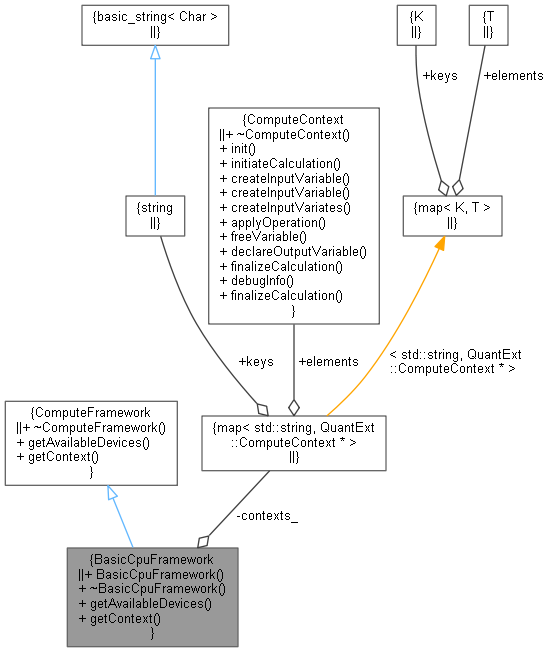 {basic_string< Char >
||}
{K
||}
{T
||}
+keys
+elements
{ComputeContext
||+ ~ComputeContext()
+ init()
+ initiateCalculation()
+ createInputVariable()
+ createInputVariable()
+ createInputVariates()
+ applyOperation()
+ freeVariable()
+ declareOutputVariable()
+ finalizeCalculation()
+ debugInfo()
+ finalizeCalculation()
}
{string
||}
{map< K, T >
||}
+keys
+elements
< std::string, QuantExt
::ComputeContext * >
{ComputeFramework
||+ ~ComputeFramework()
+ getAvailableDevices()
+ getContext()
}
{map< std::string, QuantExt
::ComputeContext * >
||}
-contexts_
{BasicCpuFramework
||+ BasicCpuFramework()
+ ~BasicCpuFramework()
+ getAvailableDevices()
+ getContext()
}